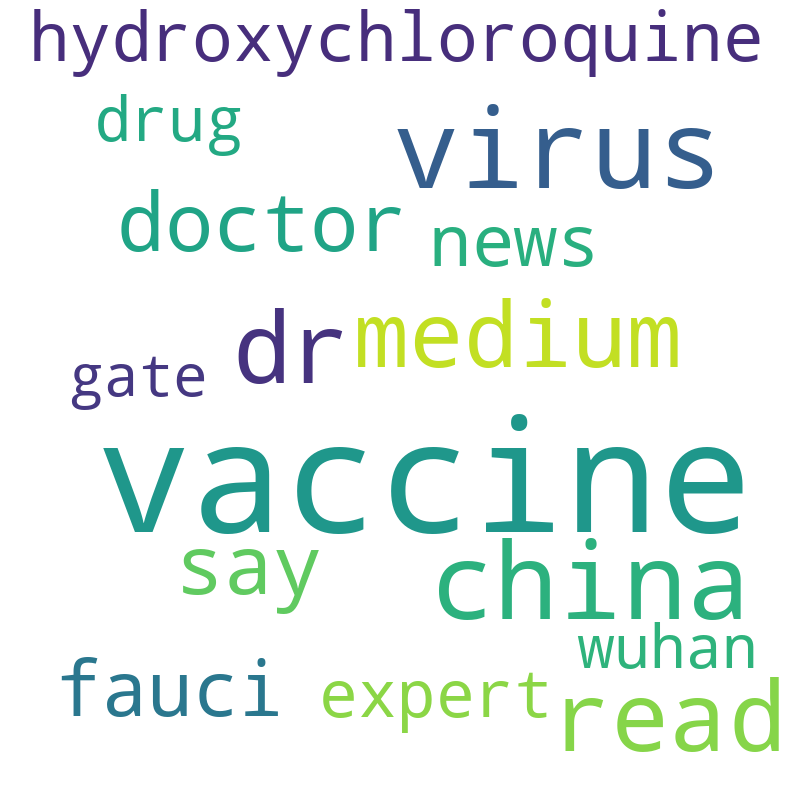 hydroxychloroquine
drug
virus
doctor
news
dr
medium
gate
vaccine
say
china
wuhan
fauci
expert
read